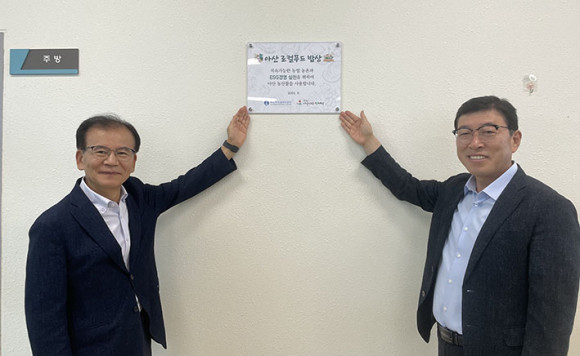 주방
아산 로컬푸드 밥상
지속가능한 농업 농촌과
ESG경영 실천을 위하여
아산 농산물을 이용합니다.